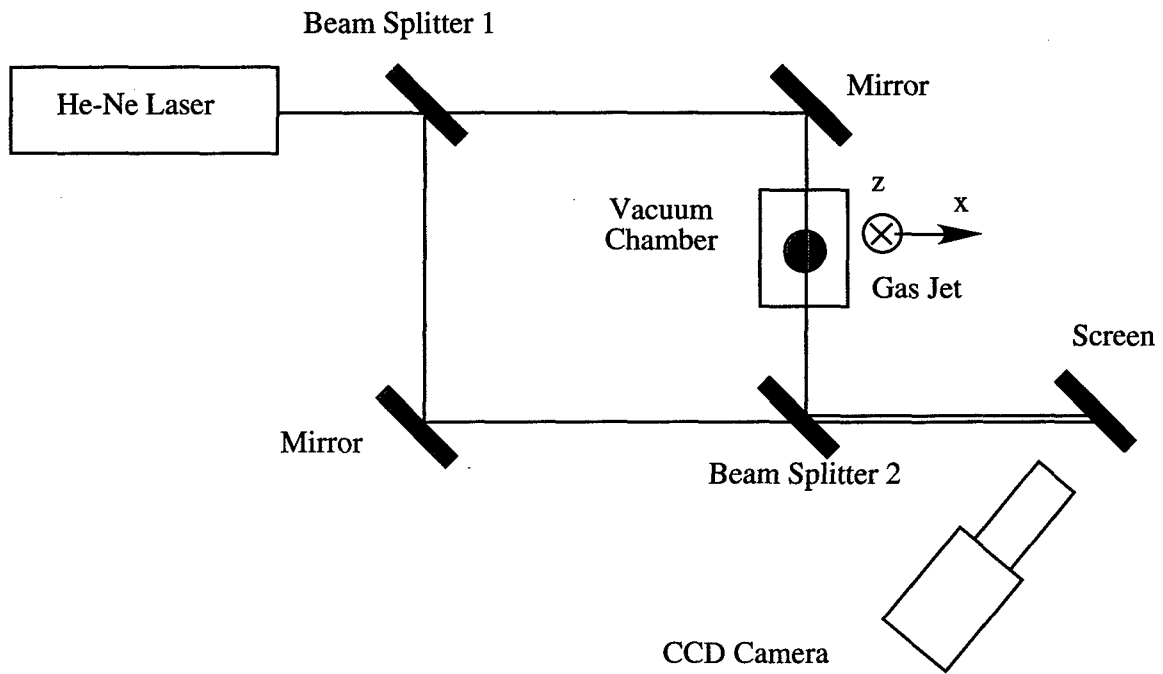 Beam Splitter 1
He-Ne Laser
Mirror
Vacuum
Chamber
z
x
Gas Jet
Screen
Mirror
Beam Splitter 2
CCD Camera